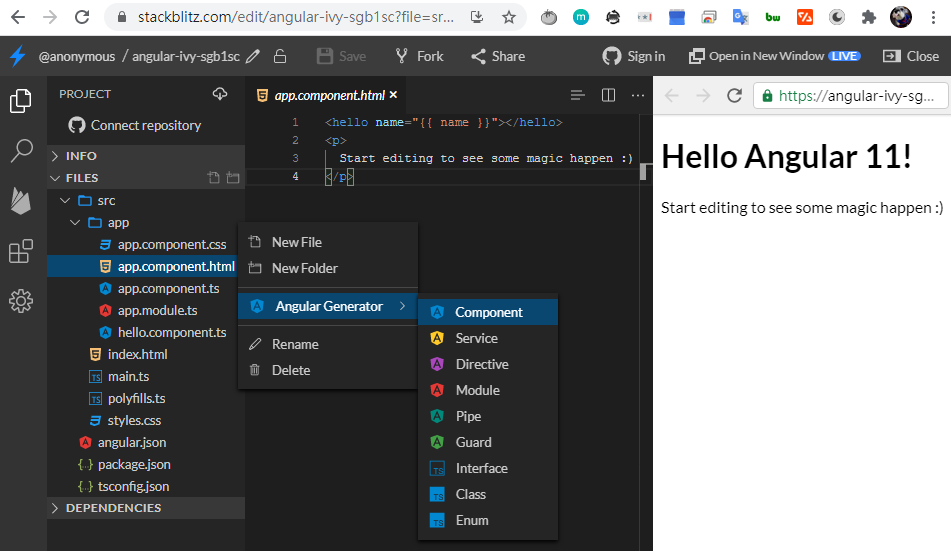 stackblitz.com/edit/angular-ivy-sgb1sc?file=sr...
@anonymous / angular-ivy-sgb1sc
Save
Fork
Share
Sign in
Open in New Window LIVE
Close
PROJECT
Connect repository
INFO
FILES
src
app
app.component.css
app.component.html
app.component.ts
app.module.ts
hello.component.ts
index.html
main.ts
polyfills.ts
styles.css
angular.json
package.json
tsconfig.json
DEPENDENCIES
app.component.html
1 <hello name="{{ name }}"></hello>
2 <p>
3 Start editing to see some magic happen :)
4 </p>
New File
New Folder
Angular Generator
Rename
Delete
Component
Service
Directive
Module
Pipe
Guard
Interface
Class
Enum
https://angular-ivy-sg...
Hello Angular 11!
Start editing to see some magic happen :)